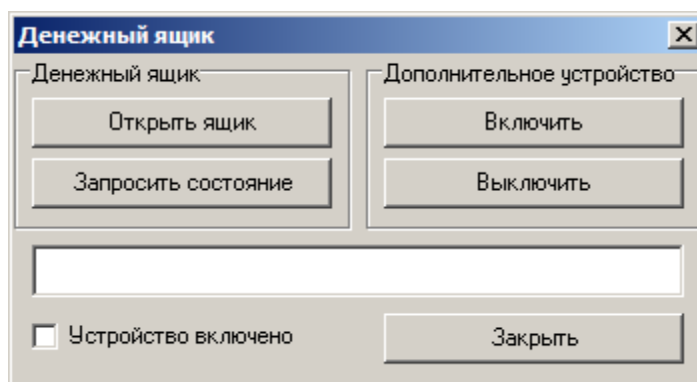 Денежный ящик
Денежный ящик
Дополнительное устройство
Открыть ящик
Включить
Запросить состояние
Выключить
Устройство включено
Закрыть